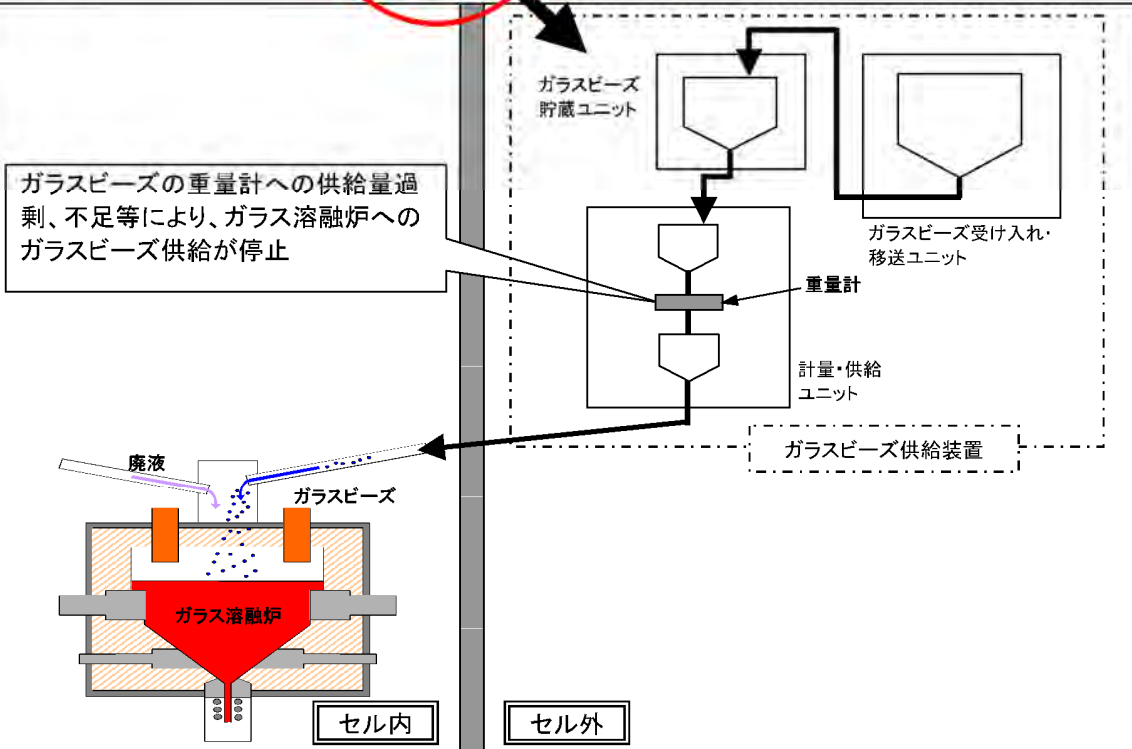 ガラスビーズ
貯蔵ユニット
ガラスビーズの重量計への供給量過
剰、不足等により、ガラス溶融炉への
ガラスビーズ供給が停止
ガラスビーズ受け入れ・
移送ユニット
重量計
計量・供給
ユニット
ガラスビーズ供給装置
廃液
ガラスビーズ
ガラス溶融炉
セル内
セル外